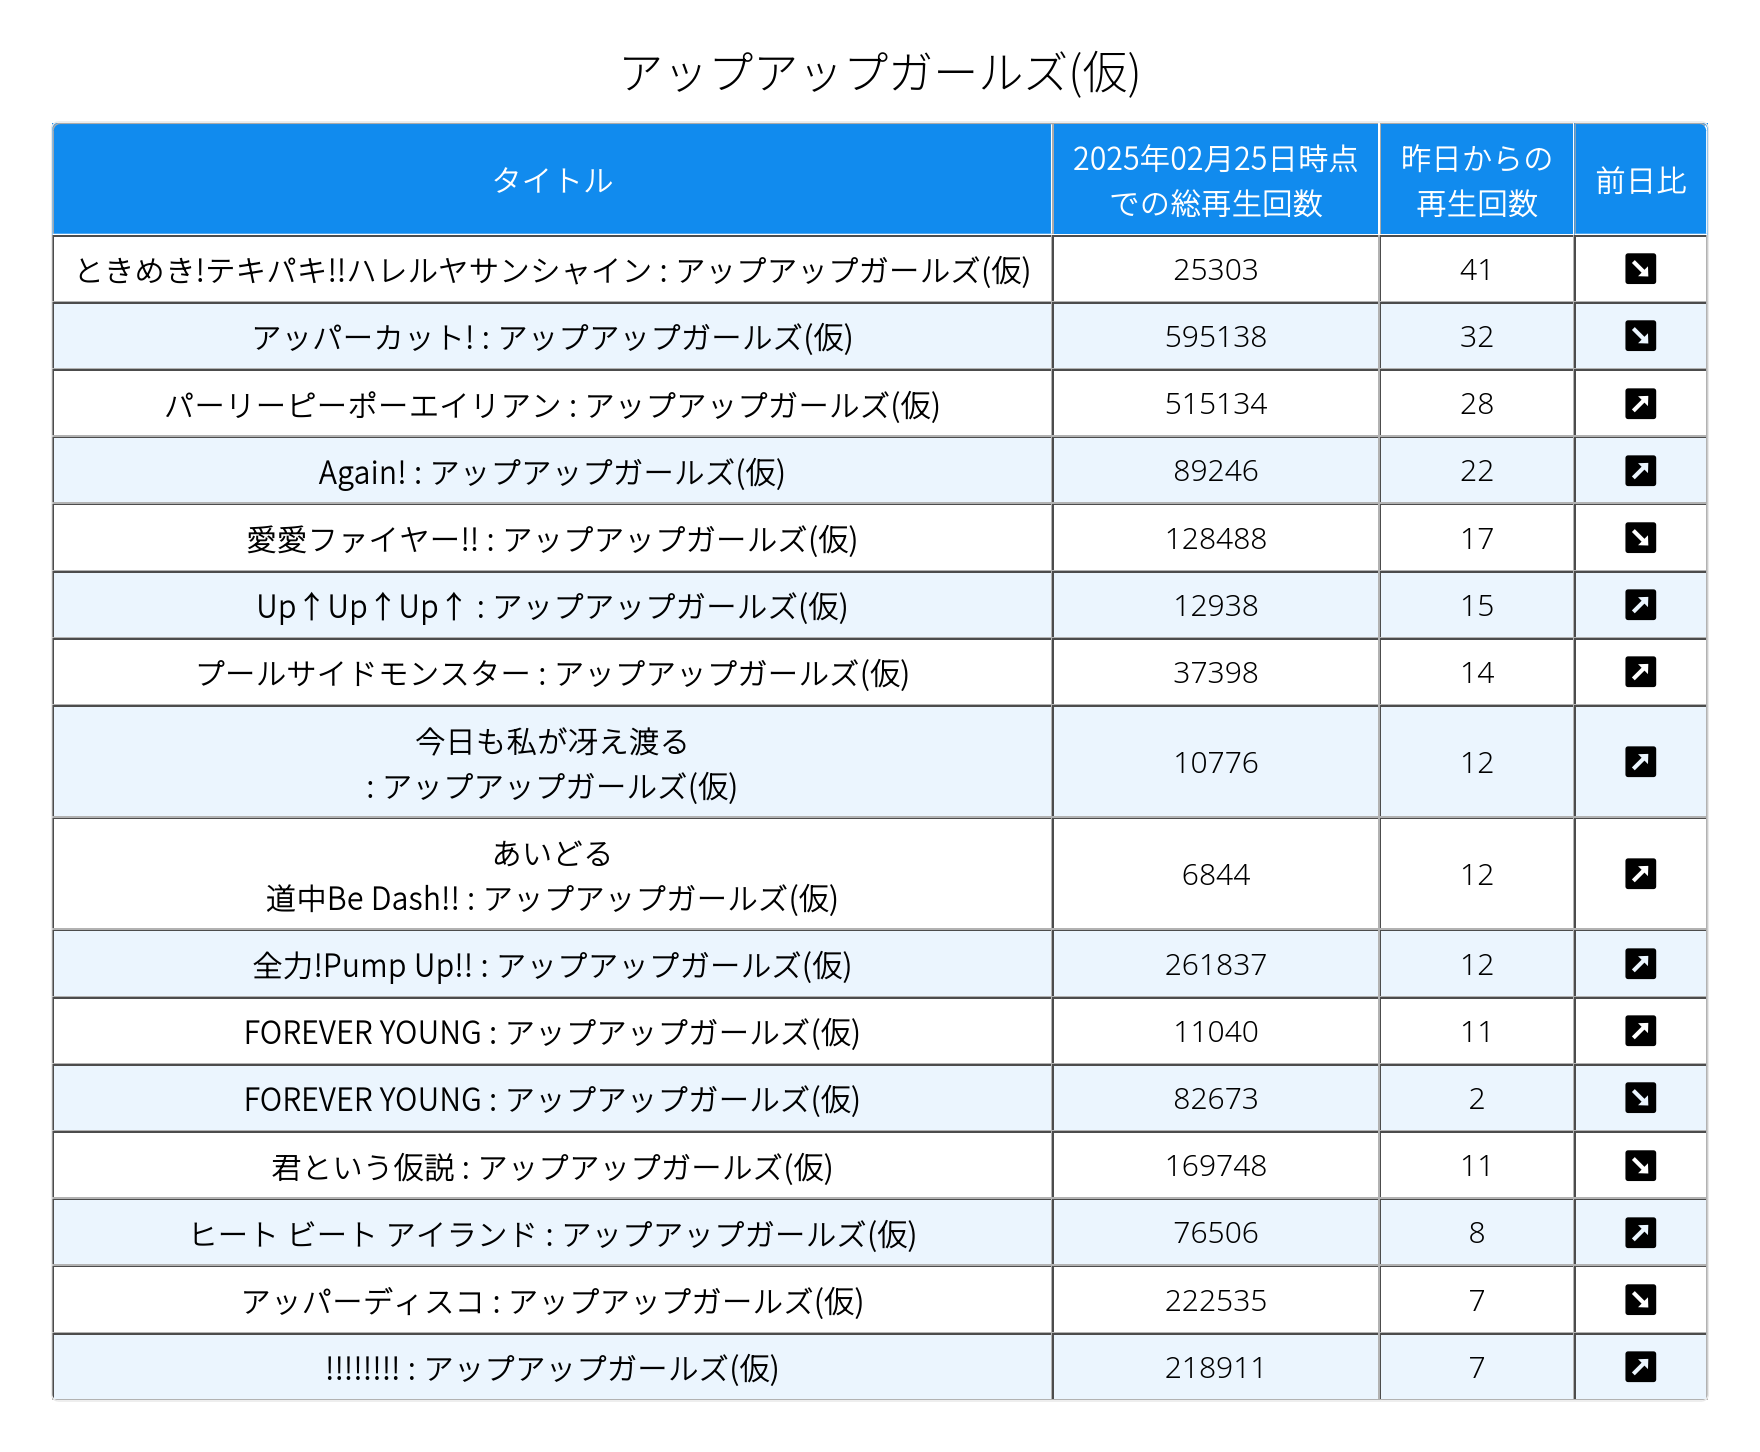 アップアップガールズ(仮)
タイトル
2025年02月25日時点
での総再生回数
昨日からの
再生回数
前日比
ときめき!テキパキ!!ハレルヤサンシャイン : アップアップガールズ(仮) 25303 41
アッパーカット! : アップアップガールズ(仮) 595138 32
パーリーピーポーエイリアン : アップアップガールズ(仮) 515134 28
Again! : アップアップガールズ(仮) 89246 22
愛愛ファイヤー!! : アップアップガールズ(仮) 128488 17
Up↑Up↑Up↑ : アップアップガールズ(仮) 12938 15
プールサイドモンスター : アップアップガールズ(仮) 37398 14
今日も私が冴え渡る
: アップアップガールズ(仮) 10776 12
あいどる
道中Be Dash!! : アップアップガールズ(仮) 6844 12
全力!Pump Up!! : アップアップガールズ(仮) 261837 12
FOREVER YOUNG : アップアップガールズ(仮) 11040 11
FOREVER YOUNG : アップアップガールズ(仮) 82673 2
君という仮説 : アップアップガールズ(仮) 169748 11
ヒート ビート アイランド : アップアップガールズ(仮) 76506 8
アッパーディスコ : アップアップガールズ(仮) 222535 7
!!!!!!!! : アップアップガールズ(仮) 218911 7